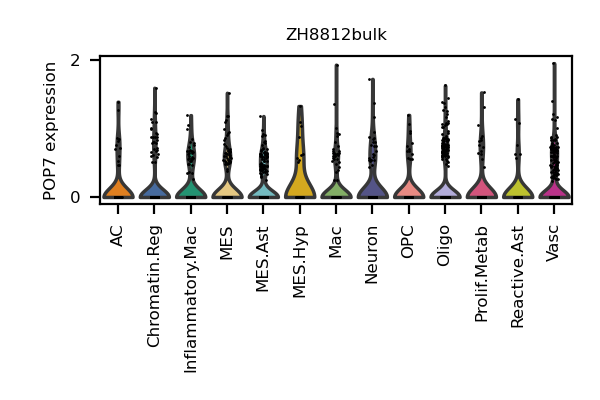 ZH8812bulk
POP7 expression
2
0
AC
Chromatin.Reg
Inflammatory.Mac
MES
MES.Ast
MES.Hyp
Mac
Neuron
OPC
Oligo
Prolif.Metab
Reactive.Ast
Vasc